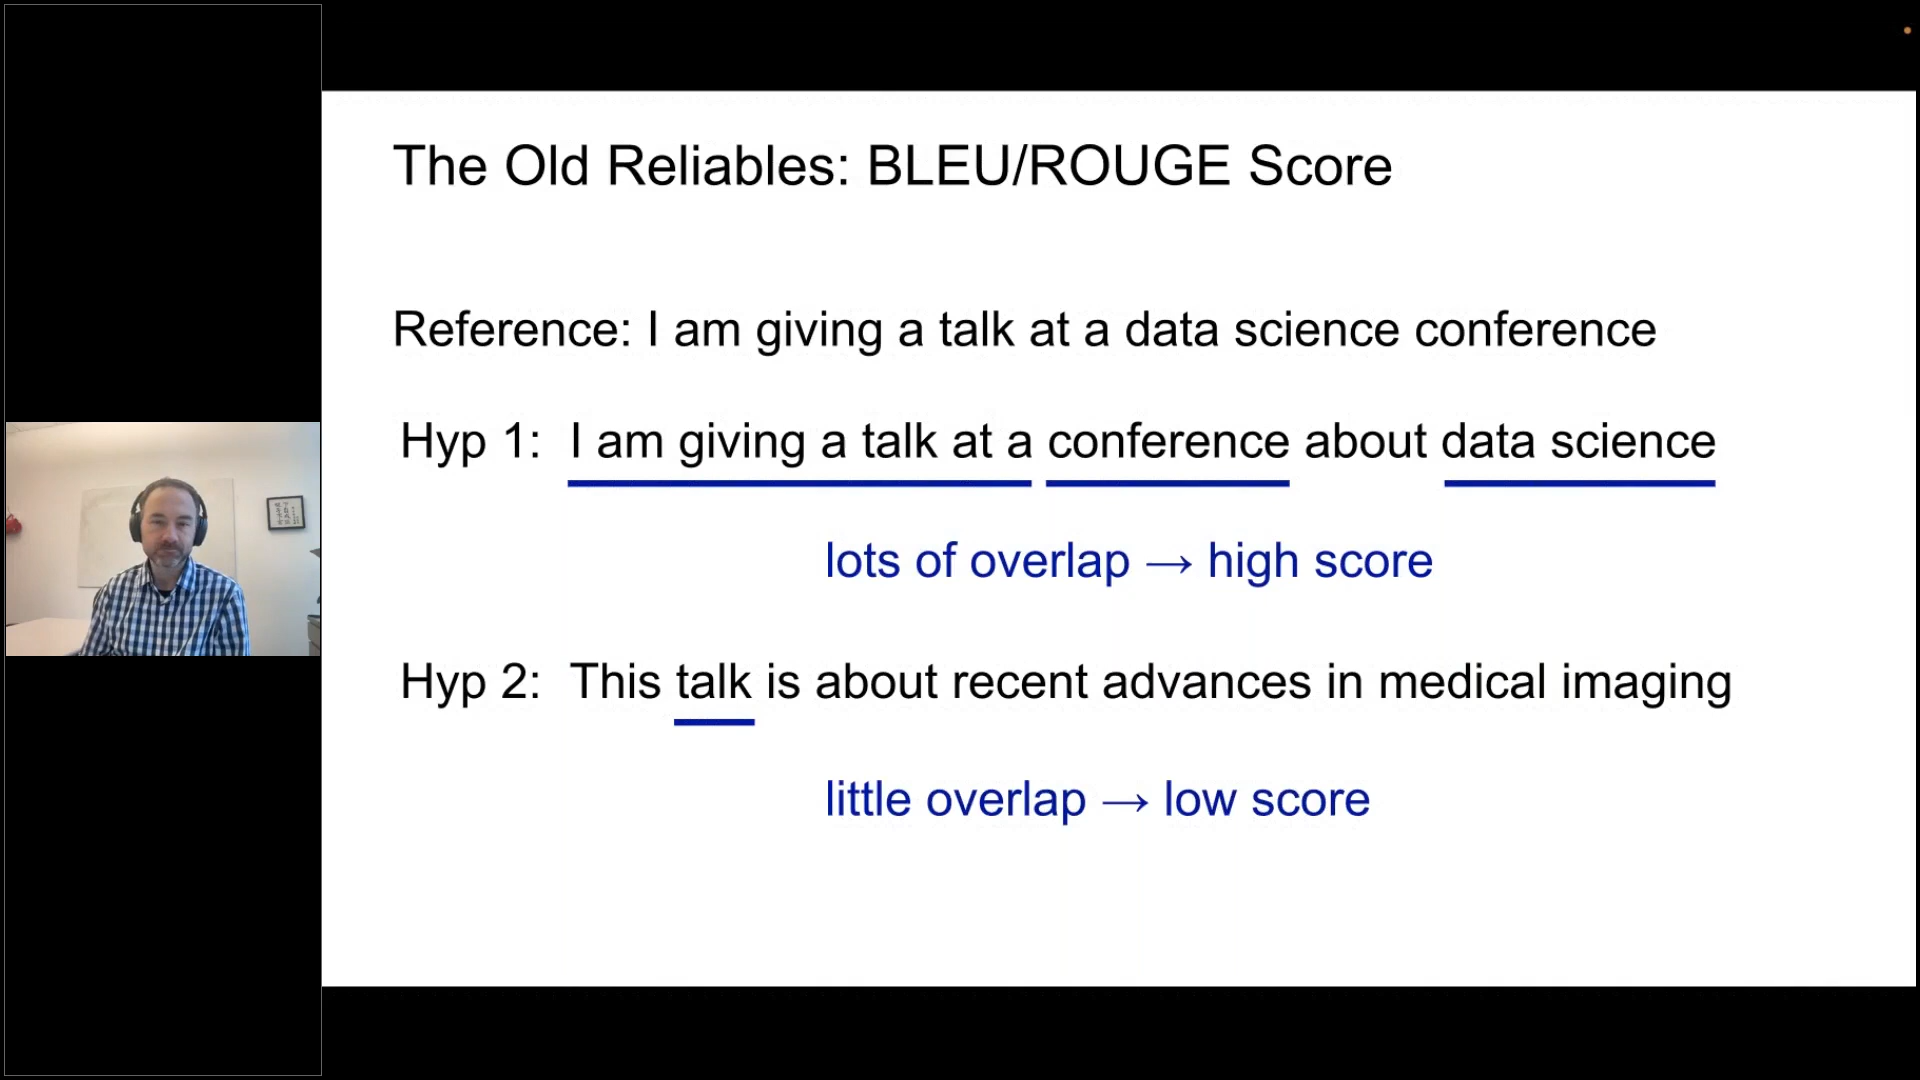 The Old Reliables: BLEU/ROUGE Score
Reference: I am giving a talk at a data science conference
Hyp 1: I am giving a talk at a conference about data science
lots of overlap → high score
Hyp 2: This talk is about recent advances in medical imaging
little overlap → low score